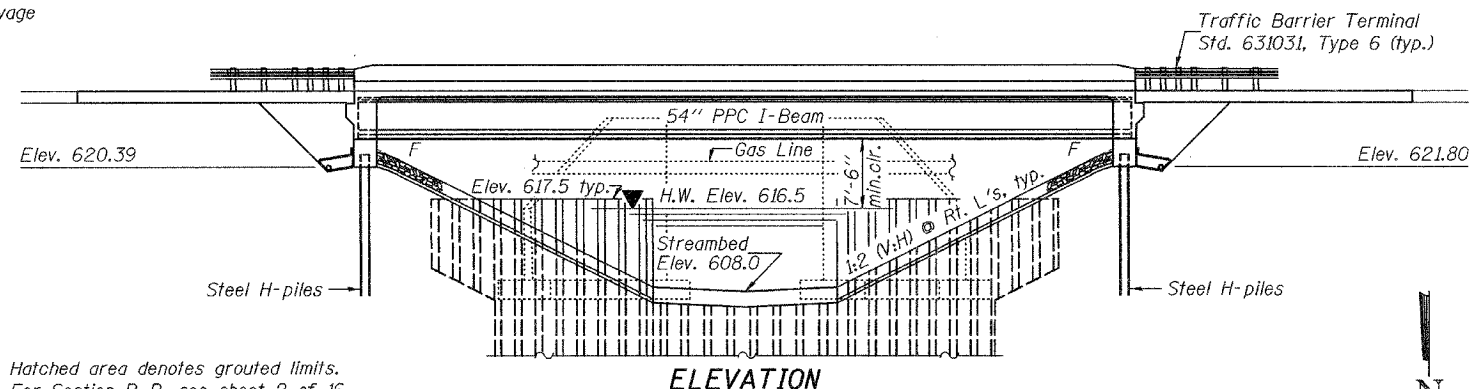 Traffic Barrier Terminal
Std. 631031, Type 6 (typ.)
54" PPC I-Beam
F
Gas Line
F
Elev. 620.39
Elev. 621.80
7'-6"
min.clr.
Elev. 617.5 typ.
H.W. Elev. 616.5
1:2 (V:H) @ Rt. L's, typ.
Streambed
Elev. 608.0
Steel H-piles
Steel H-piles
Hatched area denotes grouted limits.
ELEVATION
N